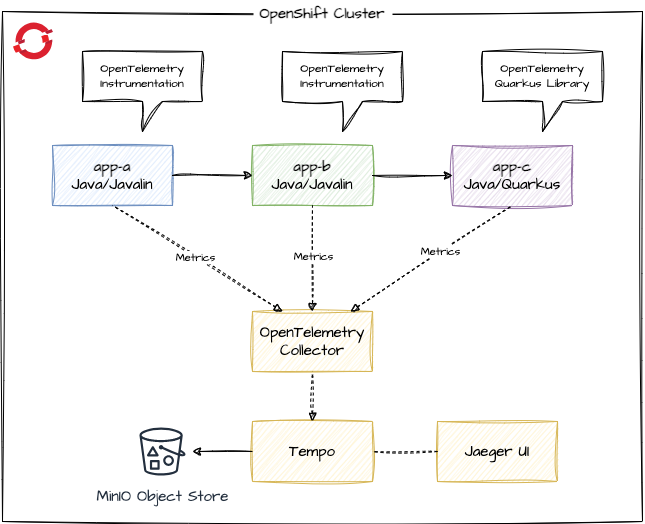 OpenShift Cluster
OpenTelemetry
Instrumentation
OpenTelemetry
Instrumentation
OpenTelemetry
Quarkus Library
app-a
Java/Javalin
app-b
Java/Javalin
app-c
Java/Quarkus
Metrics
Metrics
Metrics
OpenTelemetry
Collector
Tempo
Jaeger UI
MinIO Object Store